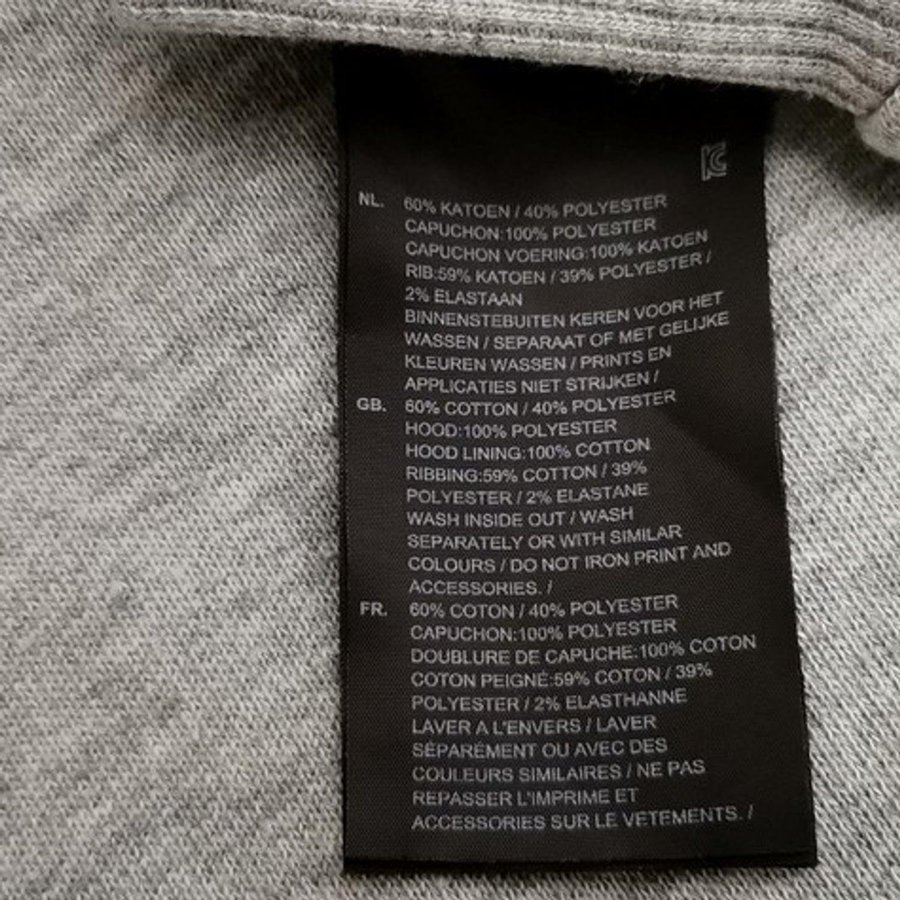 KC
NL. 60% KATOEN / 40% POLYESTER
CAPUCHON:100% POLYESTER
CAPUCHON VOERING:100% KATOEN
RIB:59% KATOEN / 39% POLYESTER /
2% ELASTAAN
BINNENSTEBUITEN KEREN VOOR HET
WASSEN / SEPARAAT OF MET GELIJKE
KLEUREN WASSEN / PRINTS EN
APPLICATIES NIET STRIJKEN /
GB. 60% COTTON / 40% POLYESTER
HOOD:100% POLYESTER
HOOD LINING:100% COTTON
RIBBING:59% COTTON / 39%
POLYESTER / 2% ELASTANE
WASH INSIDE OUT / WASH
SEPARATELY OR WITH SIMILAR
COLOURS / DO NOT IRON PRINT AND
ACCESSORIES. /
FR. 60% COTON / 40% POLYESTER
CAPUCHON:100% POLYESTER
DOUBLURE DE CAPUCHE:100% COTON
COTON PEIGNÉ:59% COTON / 39%
POLYESTER / 2% ELASTHANNE
LAVER A L'ENVERS / LAVER
SÉPARÉMENT OU AVEC DES
COULEURS SIMILAIRES / NE PAS
REPASSER L'IMPRIME ET
ACCESSORIES SUR LE VETEMENTS. /